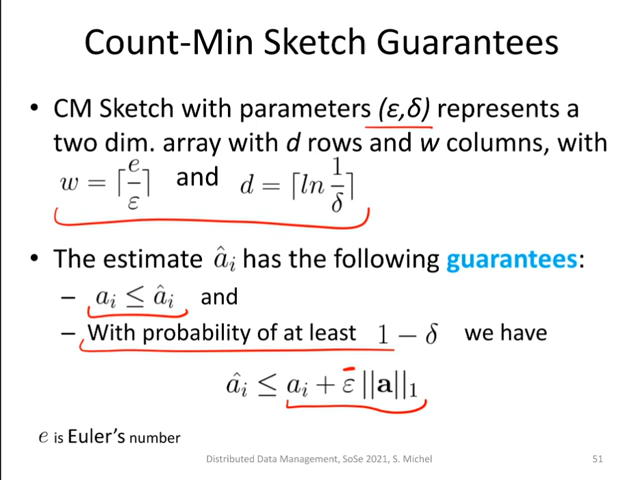 Count-Min Sketch Guarantees
• CM Sketch with parameters (ε,δ) represents a
two dim. array with d rows and w columns, with
w = ⌈e/ε⌉ and d = ⌈ln 1/δ⌉
• The estimate âᵢ has the following guarantees:
– aᵢ ≤ âᵢ and
– With probability of at least 1 − δ we have
âᵢ ≤ aᵢ + ε||a||₁
e is Euler's number
Distributed Data Management, SoSe 2021, S. Michel 51